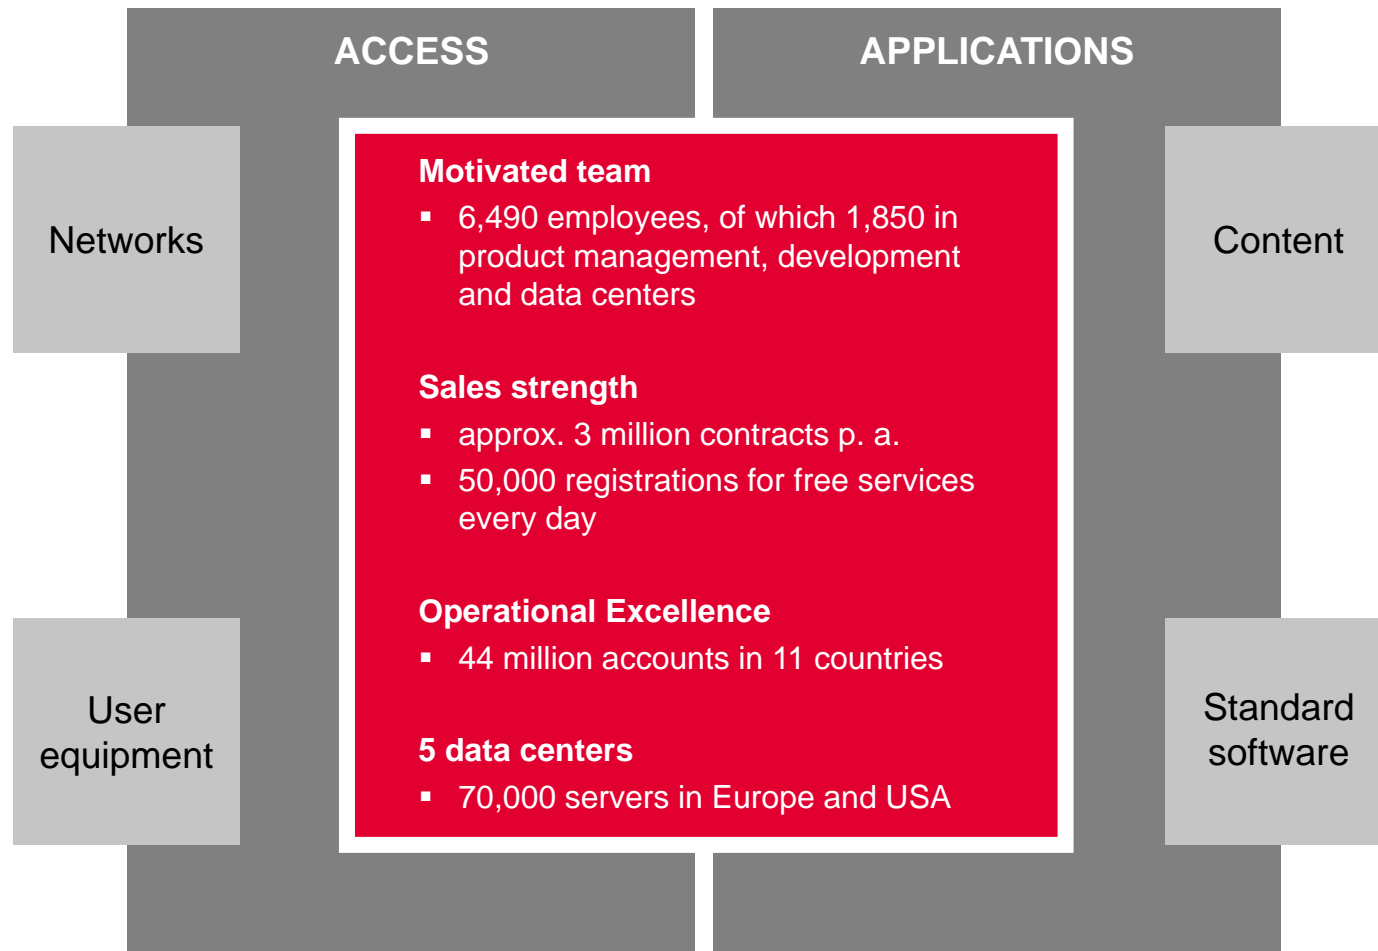 ACCESS
APPLICATIONS
Networks
User
equipment
Motivated team
▪ 6,490 employees, of which 1,850 in
product management, development
and data centers
Sales strength
▪ approx. 3 million contracts p. a.
▪ 50,000 registrations for free services
every day
Operational Excellence
▪ 44 million accounts in 11 countries
5 data centers
▪ 70,000 servers in Europe and USA
Content
Standard
software